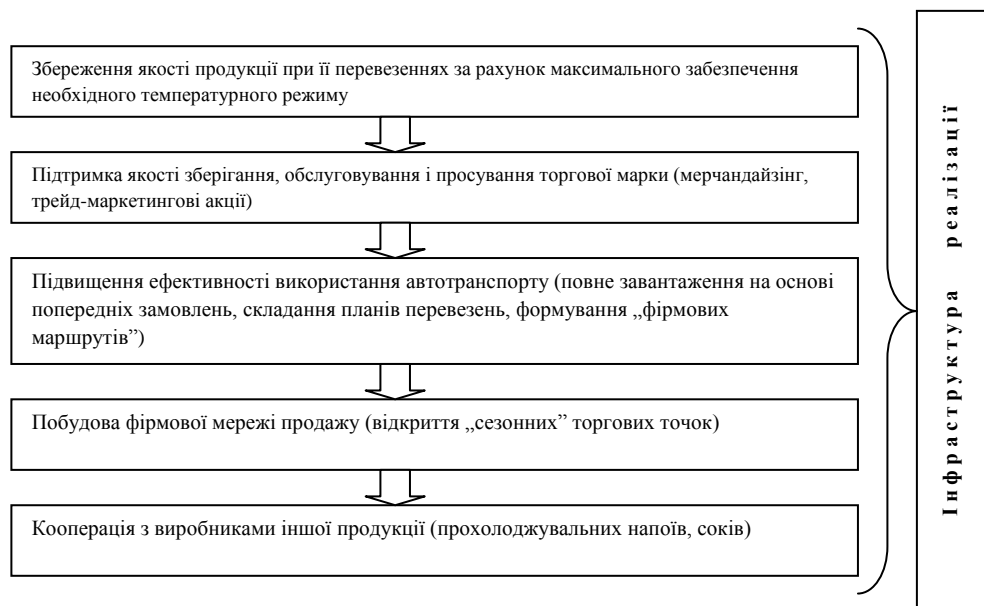 Збереження якості продукції при її перевезеннях за рахунок максимального забезпечення
необхідного температурного режиму
Підтримка якості зберігання, обслуговування і просування торгової марки (мерчандайзінг,
трейд-маркетингові акції)
Підвищення ефективності використання автотранспорту (повне завантаження на основі
попередніх замовлень, складання планів перевезень, формування „фірмових
маршрутів”)
Побудова фірмової мережі продажу (відкриття „сезонних” торгових точок)
Кооперація з виробниками іншої продукції (прохолоджувальних напоїв, соків)
Інфраструктура реалізації